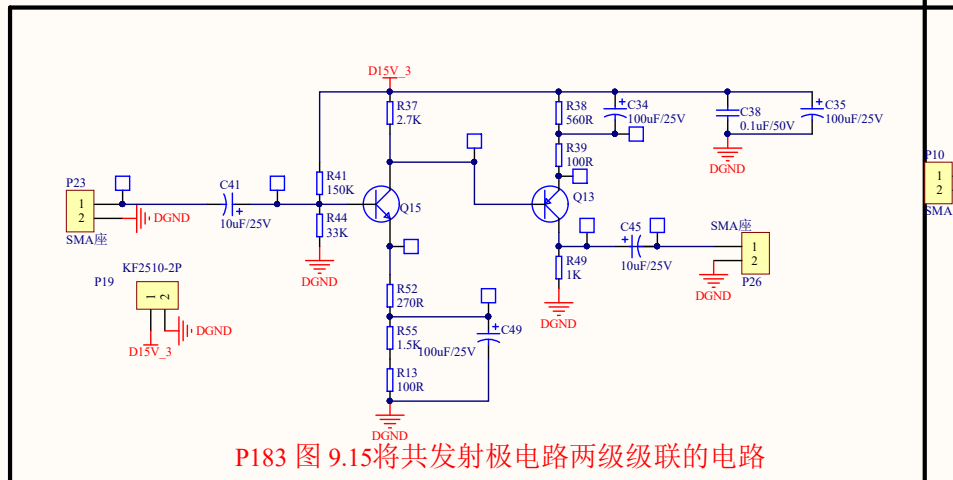 D15V_3
R37
2.7K
R38
560R
C34
100uF/25V
C38
0.1uF/50V
C35
100uF/25V
DGND
R39
100R
P10
1
2
SMA
P23
1
2
SMA座
DGND
C41
10uF/25V
R41
150K
R44
33K
DGND
Q15
Q13
C45
10uF/25V
SMA座
1
2
P26
DGND
R49
1K
DGND
P19
KF2510-2P
1
2
DGND
D15V_3
R52
270R
R55
1.5K
C49
100uF/25V
R13
100R
DGND
P183 图 9.15将共发射极电路两级级联的电路